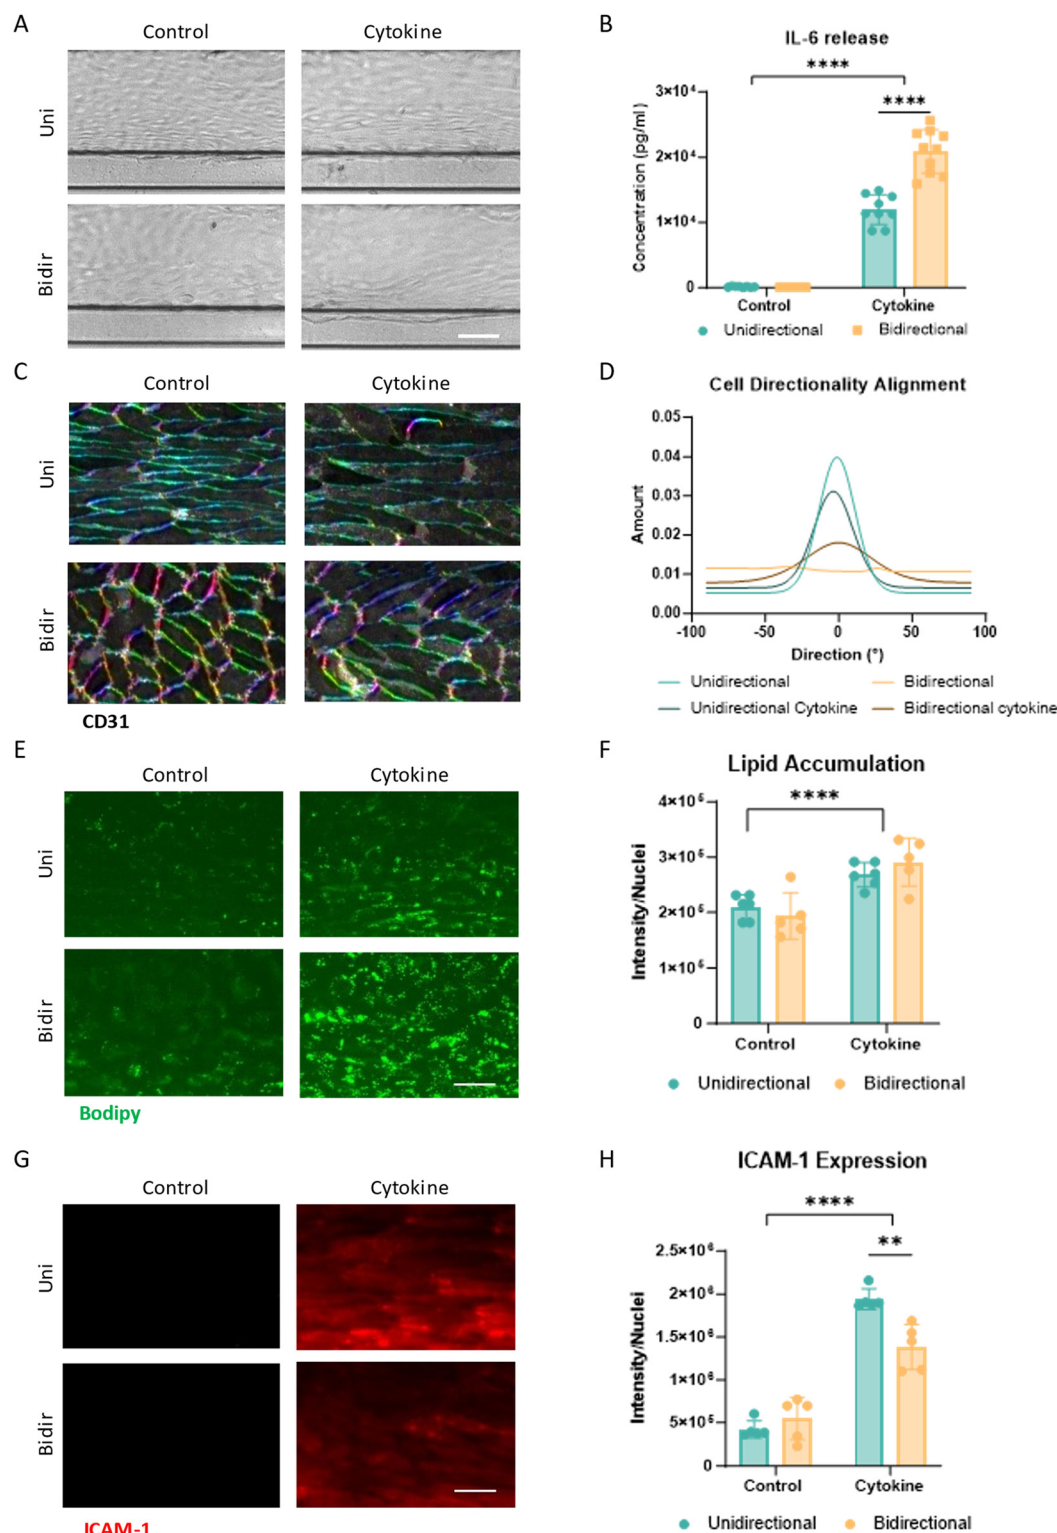 A
Control
Cytokine
Uni
Bidir
B
IL-6 release
****
****
Concentration (pg/ml)
3×10⁴
2×10⁴
1×10⁴
0
Control
Cytokine
Unidirectional
Bidirectional
C
Control
Cytokine
Uni
Bidir
CD31
D
Cell Directionality Alignment
Amount
0.05
0.04
0.03
0.02
0.01
0.00
-100 -50 0 50 100
Direction (°)
Unidirectional
Bidirectional
Unidirectional Cytokine
Bidirectional cytokine
E
Control
Cytokine
Uni
Bidir
Bodipy
F
Lipid Accumulation
****
Intensity/Nuclei
4×10⁵
3×10⁵
2×10⁵
1×10⁵
0
Control
Cytokine
Unidirectional
Bidirectional
G
Control
Cytokine
Uni
Bidir
ICAM-1
H
ICAM-1 Expression
****
**
Intensity/Nuclei
2.5×10⁶
2×10⁶
1.5×10⁶
1×10⁶
5×10⁵
0
Control
Cytokine
Unidirectional
Bidirectional